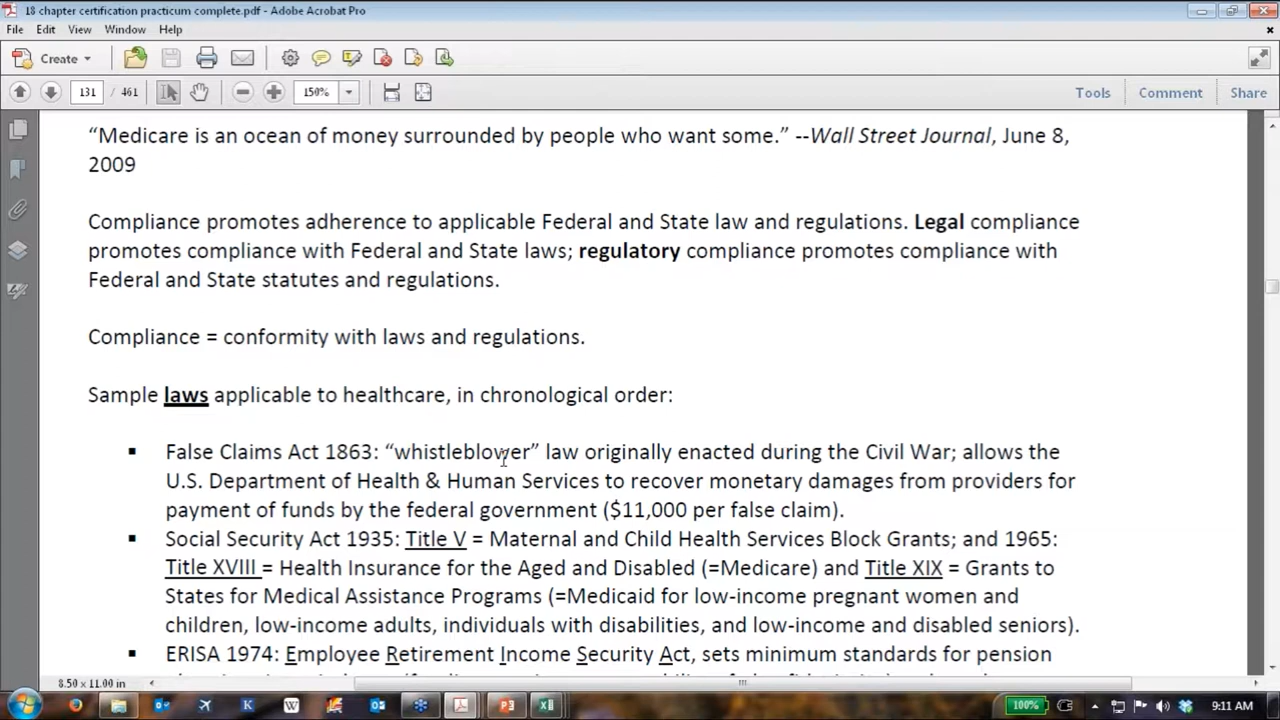 18 chapter certification practicum complete.pdf - Adobe Acrobat Pro
File Edit View Window Help
Create
131 / 461 150% Tools Comment Share
“Medicare is an ocean of money surrounded by people who want some.” --Wall Street Journal, June 8,
2009
Compliance promotes adherence to applicable Federal and State law and regulations. Legal compliance
promotes compliance with Federal and State laws; regulatory compliance promotes compliance with
Federal and State statutes and regulations.
Compliance = conformity with laws and regulations.
Sample laws applicable to healthcare, in chronological order:
▪ False Claims Act 1863: “whistleblower” law originally enacted during the Civil War; allows the
U.S. Department of Health & Human Services to recover monetary damages from providers for
payment of funds by the federal government ($11,000 per false claim).
▪ Social Security Act 1935: Title V = Maternal and Child Health Services Block Grants; and 1965:
Title XVIII = Health Insurance for the Aged and Disabled (=Medicare) and Title XIX = Grants to
States for Medical Assistance Programs (=Medicaid for low-income pregnant women and
children, low-income adults, individuals with disabilities, and low-income and disabled seniors).
▪ ERISA 1974: Employee Retirement Income Security Act, sets minimum standards for pension
8.50 x 11.00 in
100% 9:11 AM